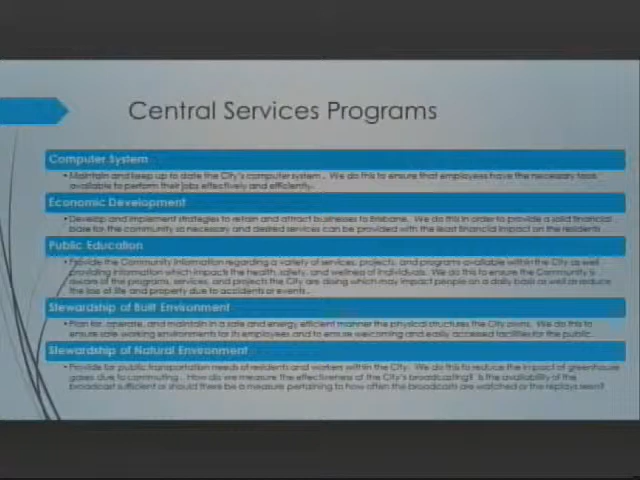 Central Services Programs
Computer System
• Maintain and keep up to date the City's computer system. We do this to ensure that employees have the necessary tools
available to perform their jobs effectively and efficiently.
Economic Development
• Develop and implement strategies to retain and attract businesses to Brisbane. We do this in order to provide a solid financial
base for the community so necessary and desired services can be provided with the least financial impact on the residents
Public Education
• Provide the Community information regarding a variety of services, projects, and programs available within the City as well
providing information which impacts the health, safety, and wellness of individuals. We do this to ensure the Community is
aware of the programs, services, and projects the City are doing which may impact people on a daily basis as well as reduce
the loss of life and property due to accidents or events.
Stewardship of Built Environment
• Plan for, operate, and maintain in a safe and energy efficient manner the physical structures the City owns. We do this to
ensure safe working environments for its employees and to ensure welcoming and easily accessed facilities for the public.
Stewardship of Natural Environment
• Provide for public transportation needs of residents and workers within the City. We do this to reduce the impact of greenhouse
gases due to commuting. How do we measure the effectiveness of the City's broadcasting? Is the availability of the
broadcast sufficient or should there be a measure pertaining to how often the broadcasts are watched or the replays seen?